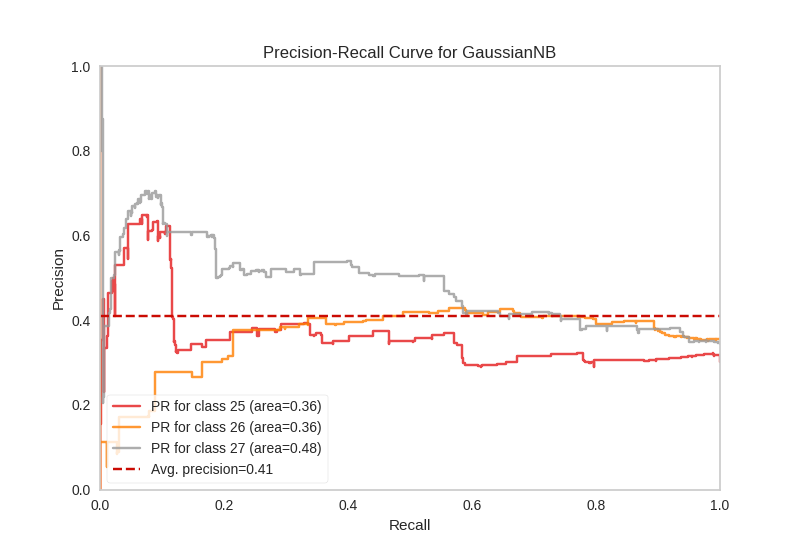 Precision-Recall Curve for GaussianNB
1.0
0.8
0.6
0.4
0.2
0.0
Precision
PR for class 25 (area=0.36)
PR for class 26 (area=0.36)
PR for class 27 (area=0.48)
Avg. precision=0.41
0.0 0.2 0.4 0.6 0.8 1.0
Recall